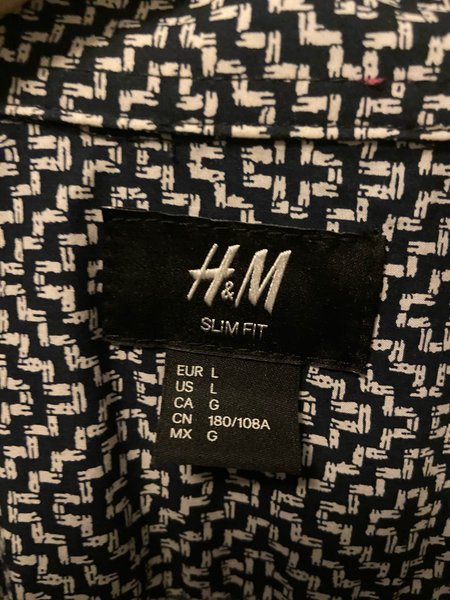 H&M
SLIM FIT
EUR L
US L
CA G
CN 180/108A
MX G